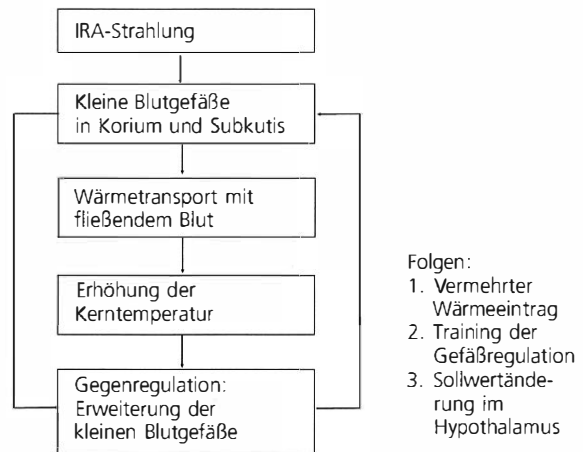 IRA-Strahlung
Kleine Blutgefäße
in Korium und Subkutis
Wärmetransport mit
fließendem Blut
Erhöhung der
Kerntemperatur
Gegenregulation:
Erweiterung der
kleinen Blutgefäße
Folgen:
1. Vermehrter
Wärmeeintrag
2. Training der
Gefäßregulation
3. Sollwertände-
rung im
Hypothalamus